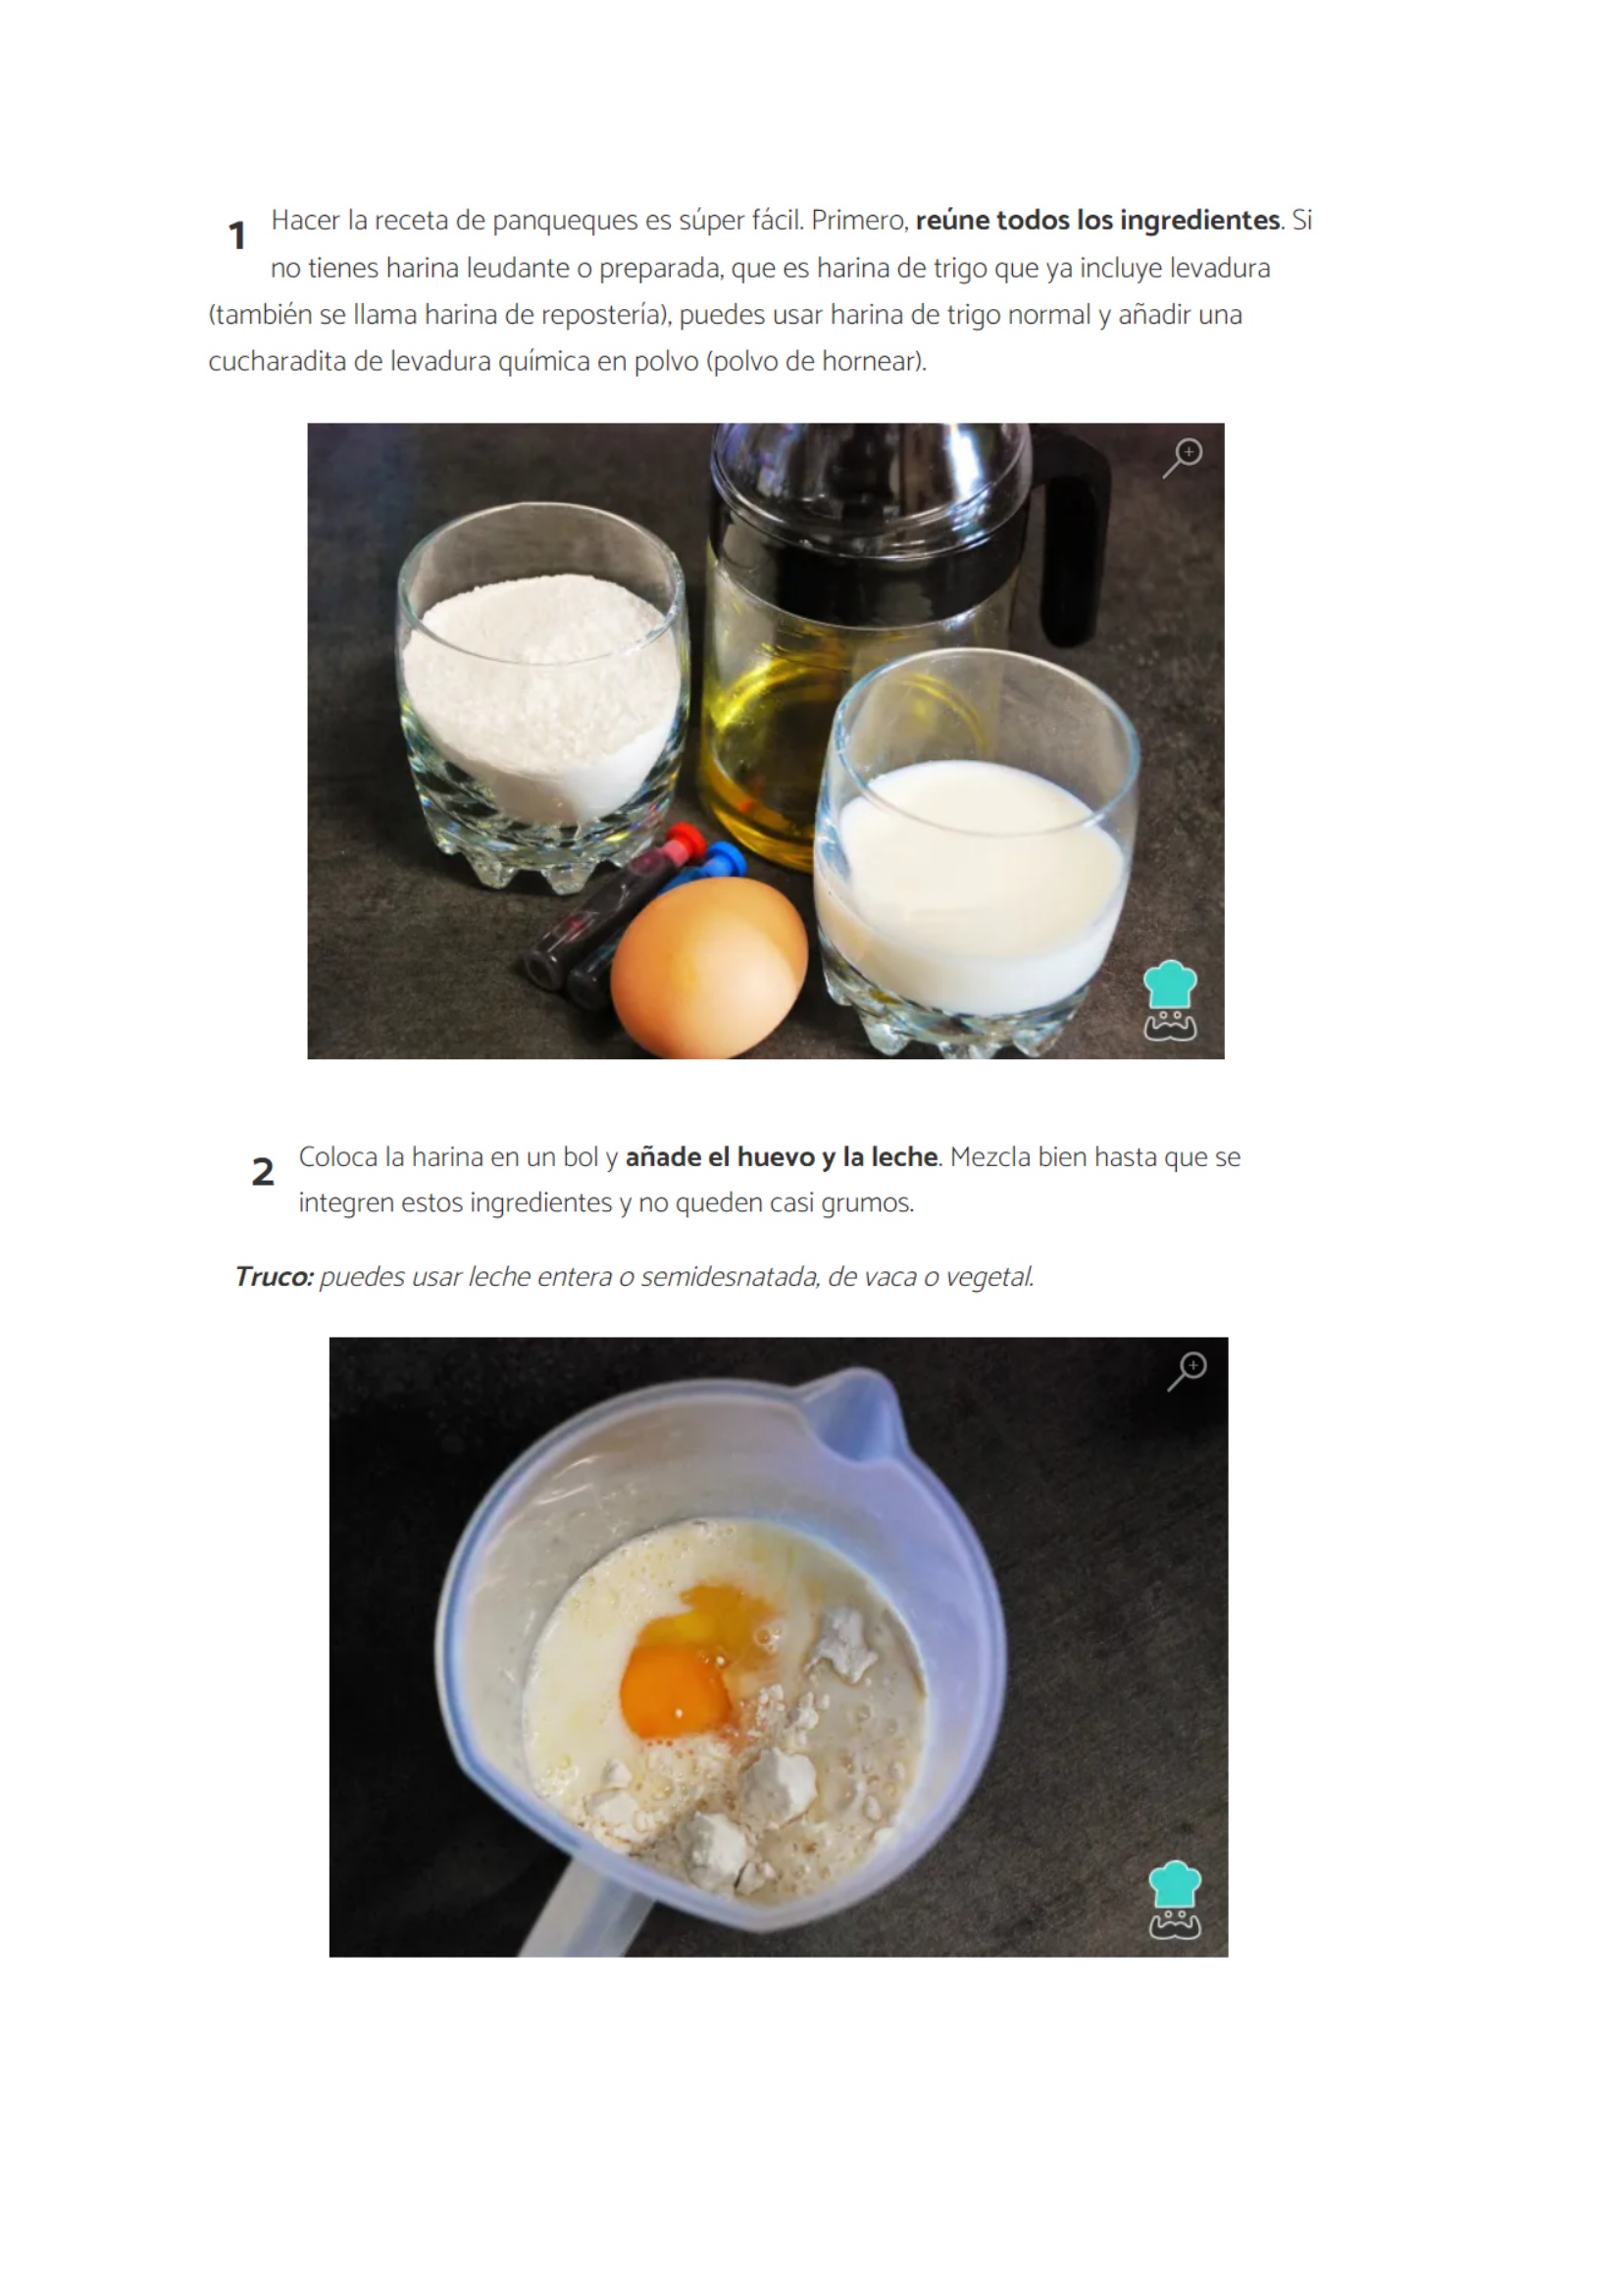 1 Hacer la receta de panqueques es súper fácil. Primero, reúne todos los ingredientes. Si
no tienes harina leudante o preparada, que es harina de trigo que ya incluye levadura
(también se llama harina de repostería), puedes usar harina de trigo normal y añadir una
cucharadita de levadura química en polvo (polvo de hornear).
2 Coloca la harina en un bol y añade el huevo y la leche. Mezcla bien hasta que se
integren estos ingredientes y no queden casi grumos.
Truco: puedes usar leche entera o semidesnatada, de vaca o vegetal.